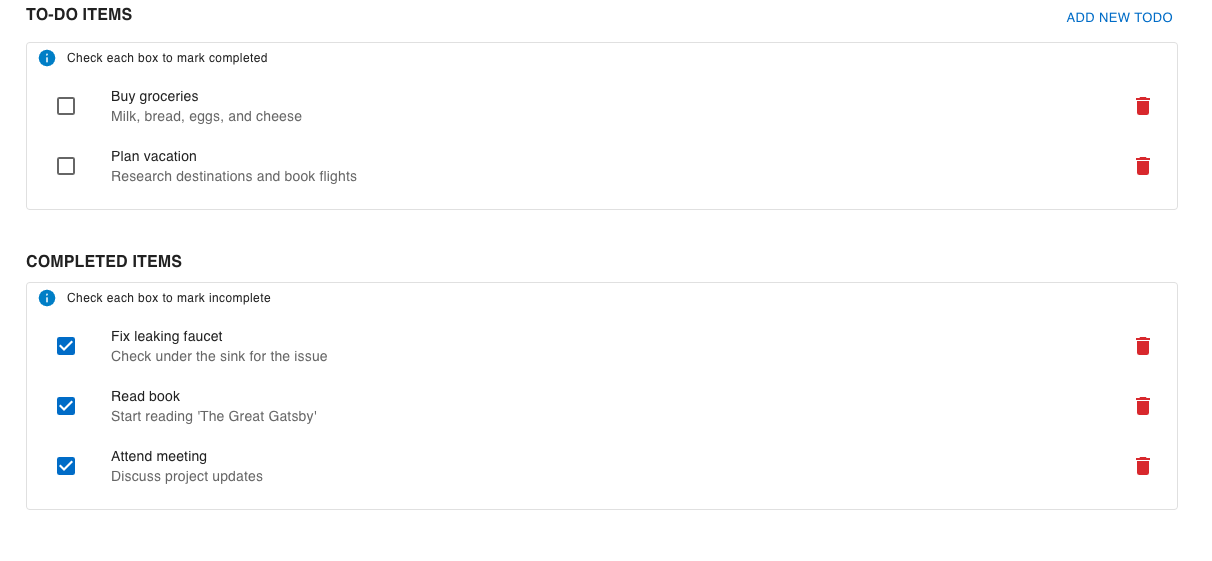 TO-DO ITEMS
ADD NEW TODO
Check each box to mark completed
Buy groceries
Milk, bread, eggs, and cheese
Plan vacation
Research destinations and book flights
COMPLETED ITEMS
Check each box to mark incomplete
Fix leaking faucet
Check under the sink for the issue
Read book
Start reading 'The Great Gatsby'
Attend meeting
Discuss project updates